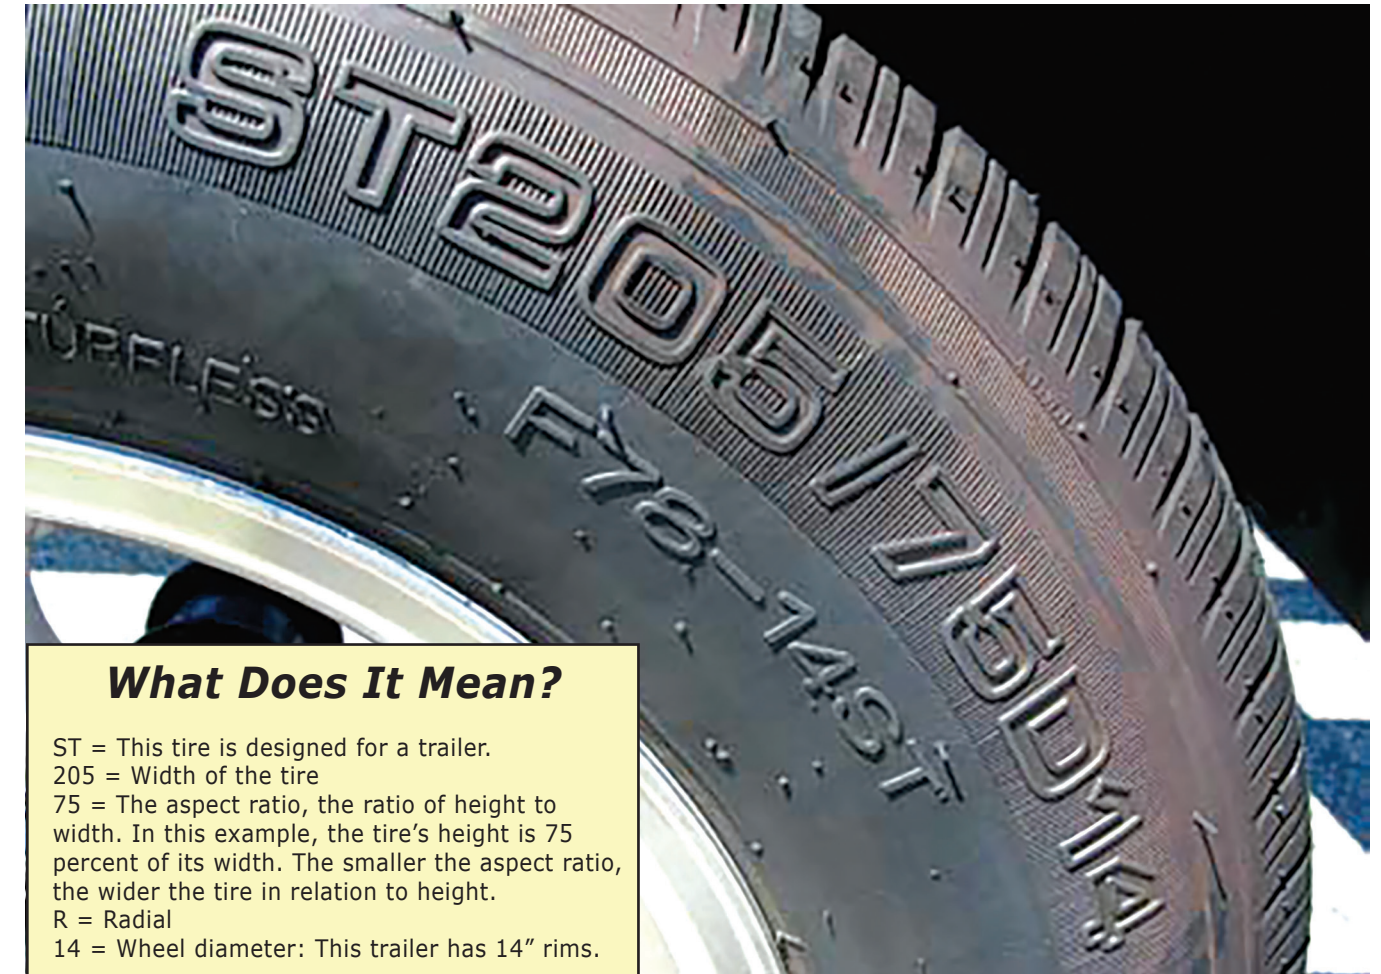 ST205/75D14
F78-14ST
TUBELESS
What Does It Mean?
ST = This tire is designed for a trailer.
205 = Width of the tire
75 = The aspect ratio, the ratio of height to
width. In this example, the tire’s height is 75
percent of its width. The smaller the aspect ratio,
the wider the tire in relation to height.
R = Radial
14 = Wheel diameter: This trailer has 14” rims.